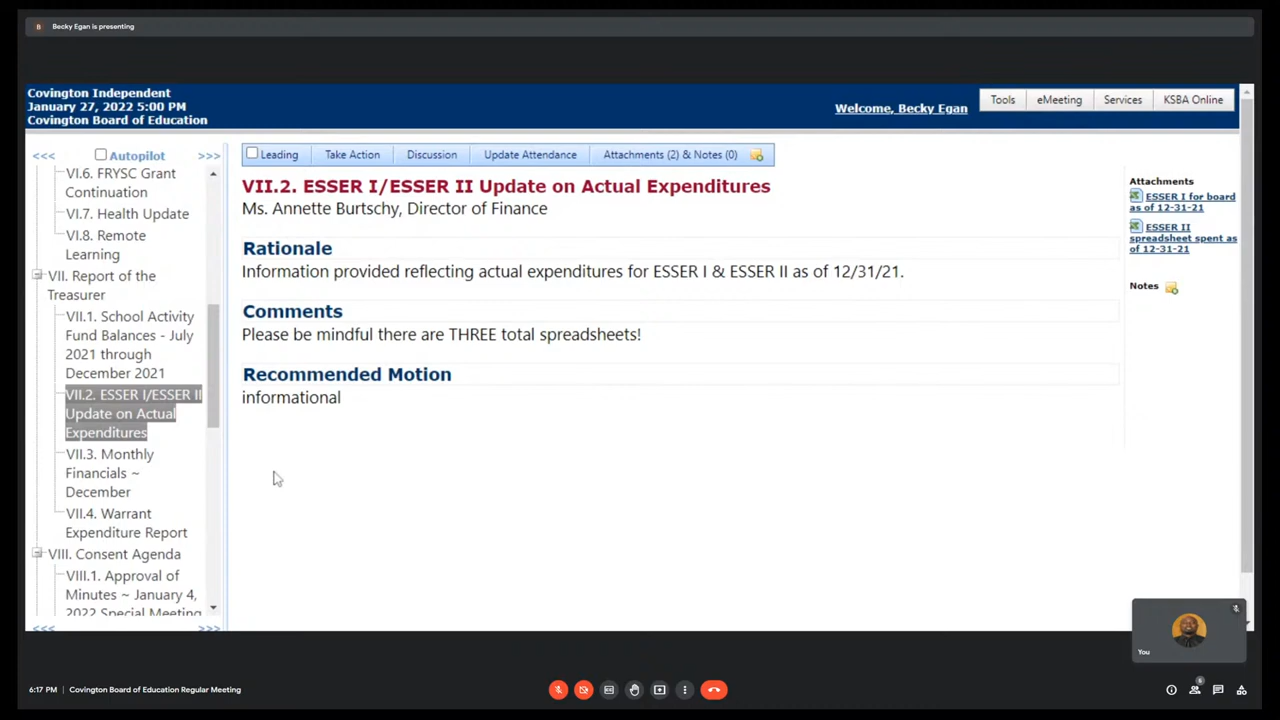 Becky Egan is presenting
Covington Independent
January 27, 2022 5:00 PM
Covington Board of Education
Welcome, Becky Egan
Tools
eMeeting
Services
KSBA Online
<<<
Autopilot
>>>
VI.6. FRYSC Grant
Continuation
VI.7. Health Update
VI.8. Remote
Learning
VII. Report of the
Treasurer
VII.1. School Activity
Fund Balances - July
2021 through
December 2021
VII.2. ESSER I/ESSER II
Update on Actual
Expenditures
VII.3. Monthly
Financials ~
December
VII.4. Warrant
Expenditure Report
VIII. Consent Agenda
VIII.1. Approval of
Minutes ~ January 4,
2022 Special Meeting
<<<
>>>
Leading
Take Action
Discussion
Update Attendance
Attachments (2) & Notes (0)
VII.2. ESSER I/ESSER II Update on Actual Expenditures
Ms. Annette Burtschy, Director of Finance
Rationale
Information provided reflecting actual expenditures for ESSER I & ESSER II as of 12/31/21.
Comments
Please be mindful there are THREE total spreadsheets!
Recommended Motion
informational
Attachments
ESSER I for board
as of 12-31-21
ESSER II
spreadsheet spent as
of 12-31-21
Notes
You
6:17 PM | Covington Board of Education Regular Meeting